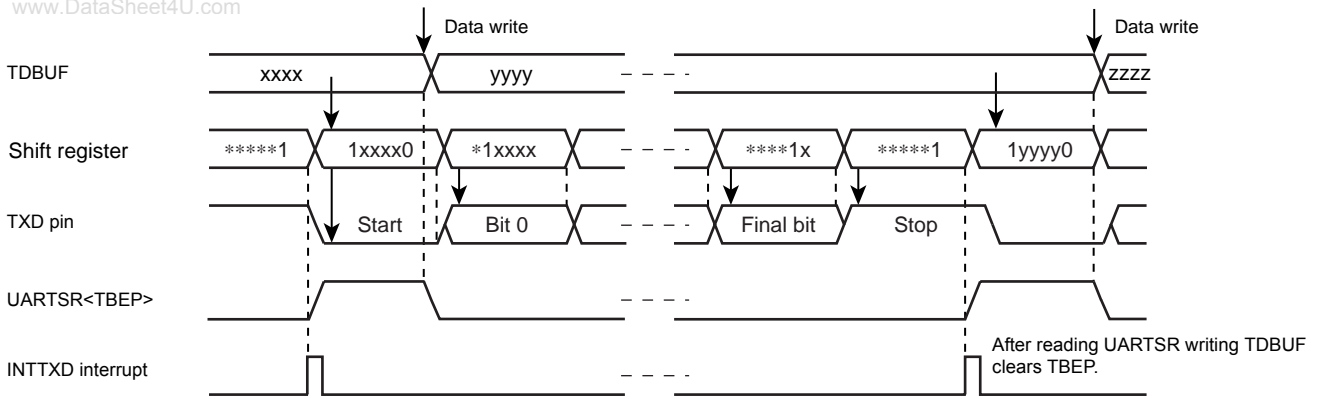 www.DataSheet4U.com
Data write
Data write
TDBUF
xxxx
yyyy
zzzz
Shift register
*****1
1xxxx0
*1xxxx
****1x
*****1
1yyyy0
TXD pin
Start
Bit 0
Final bit
Stop
UARTSR<TBEP>
After reading UARTSR writing TDBUF
clears TBEP.
INTTXD interrupt